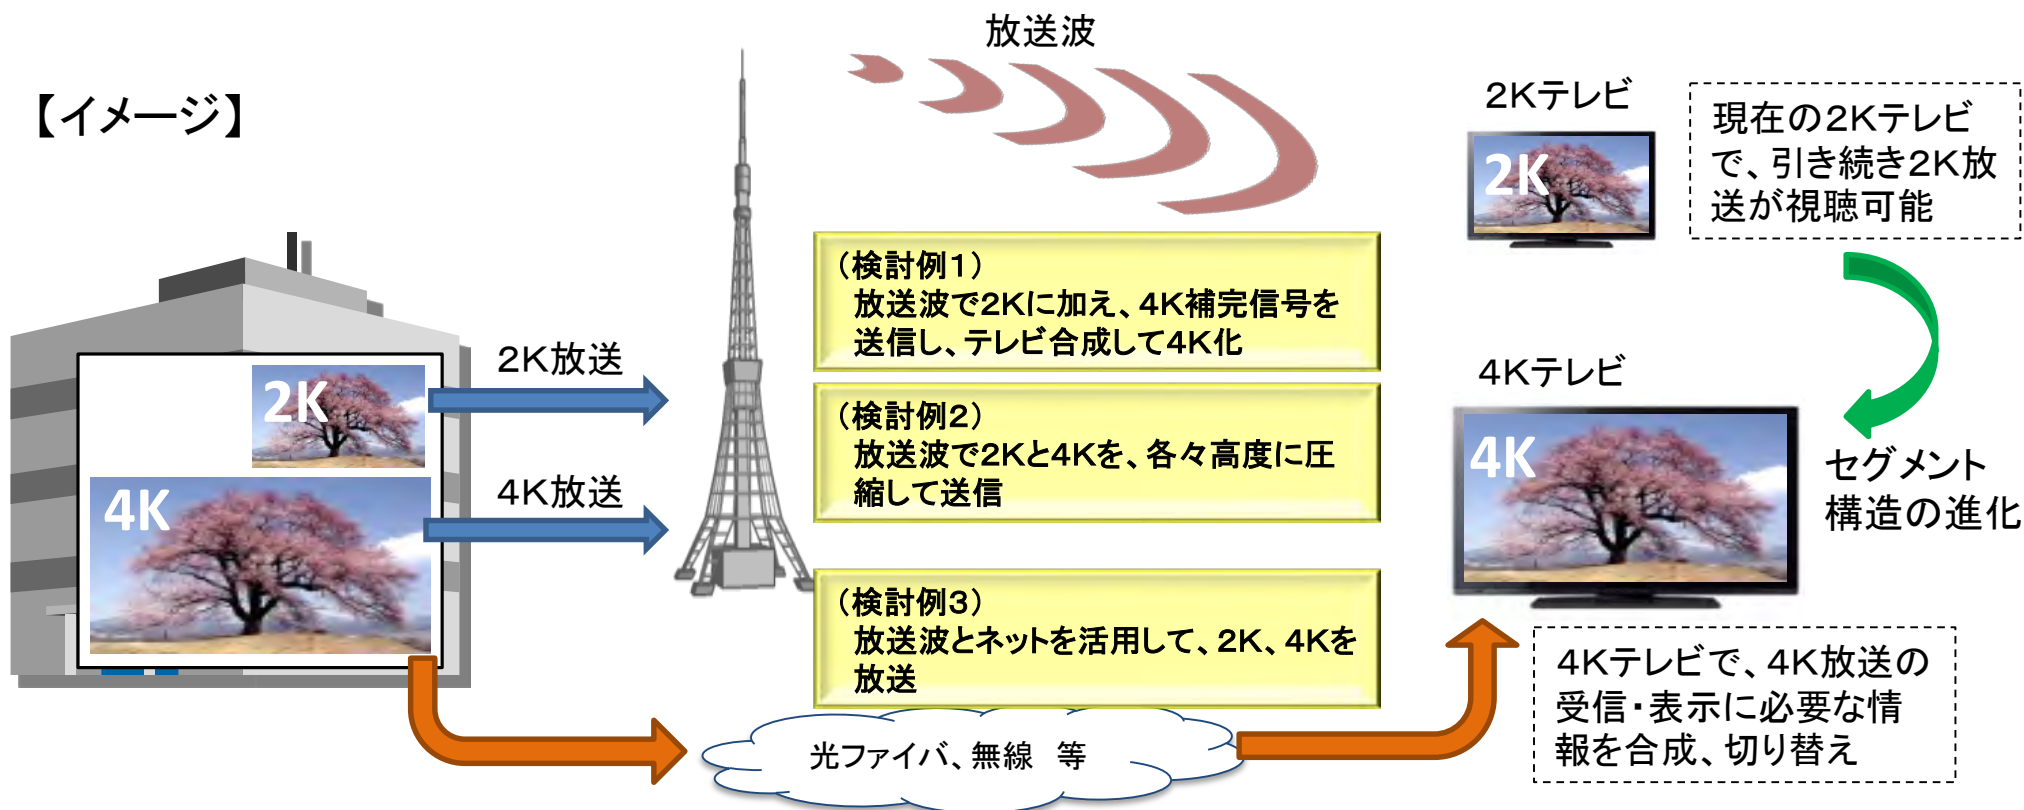 【イメージ】
放送波
2Kテレビ
2K
現在の2Kテレビ
で、引き続き2K放
送が視聴可能
2K
4K
2K放送
4K放送
(検討例1)
放送波で2Kに加え、4K補完信号を
送信し、テレビ合成して4K化
(検討例2)
放送波で2Kと4Kを、各々高度に圧
縮して送信
(検討例3)
放送波とネットを活用して、2K、4Kを
放送
光ファイバ、無線　等
4Kテレビ
4K
セグメント
構造の進化
4Kテレビで、4K放送の
受信・表示に必要な情
報を合成、切り替え